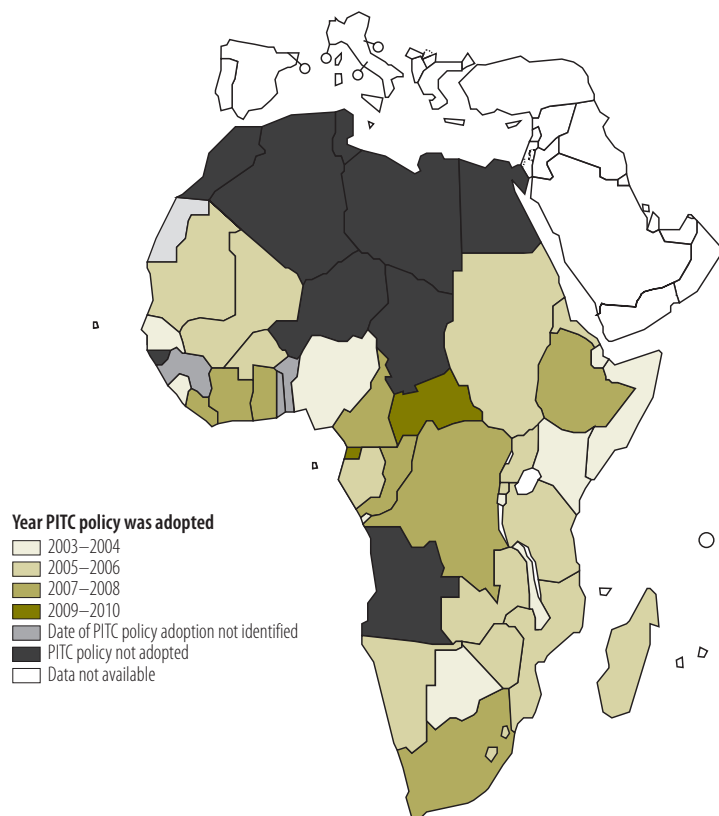 Year PITC policy was adopted
2003–2004
2005–2006
2007–2008
2009–2010
Date of PITC policy adoption not identified
PITC policy not adopted
Data not available